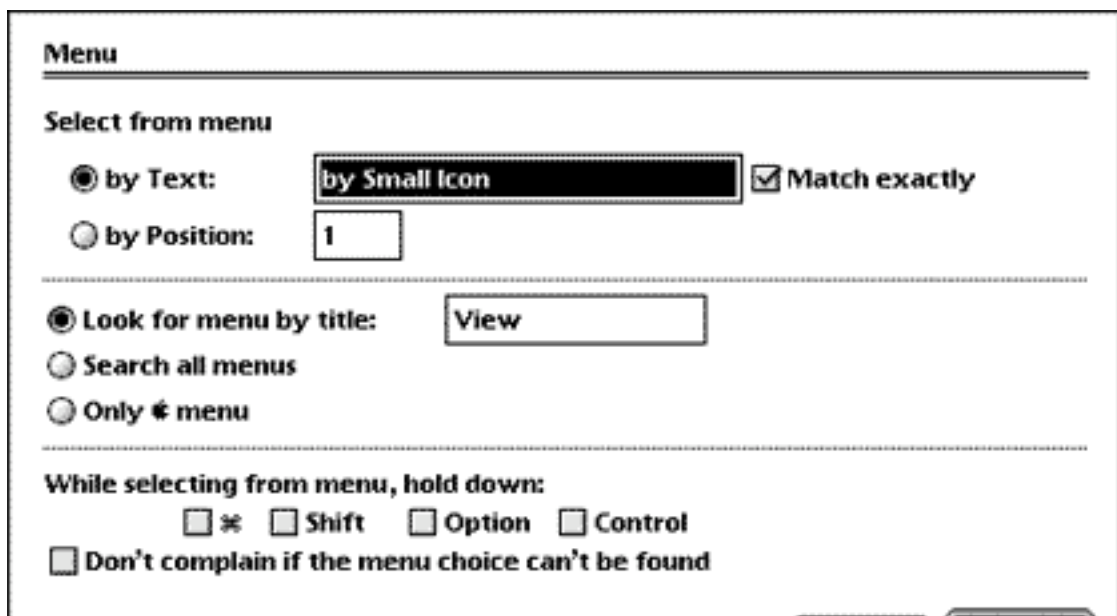 Menu
Select from menu
by Text: by Small Icon Match exactly
by Position: 1
Look for menu by title: View
Search all menus
Only  menu
While selecting from menu, hold down:
⌘ Shift Option Control
Don't complain if the menu choice can't be found